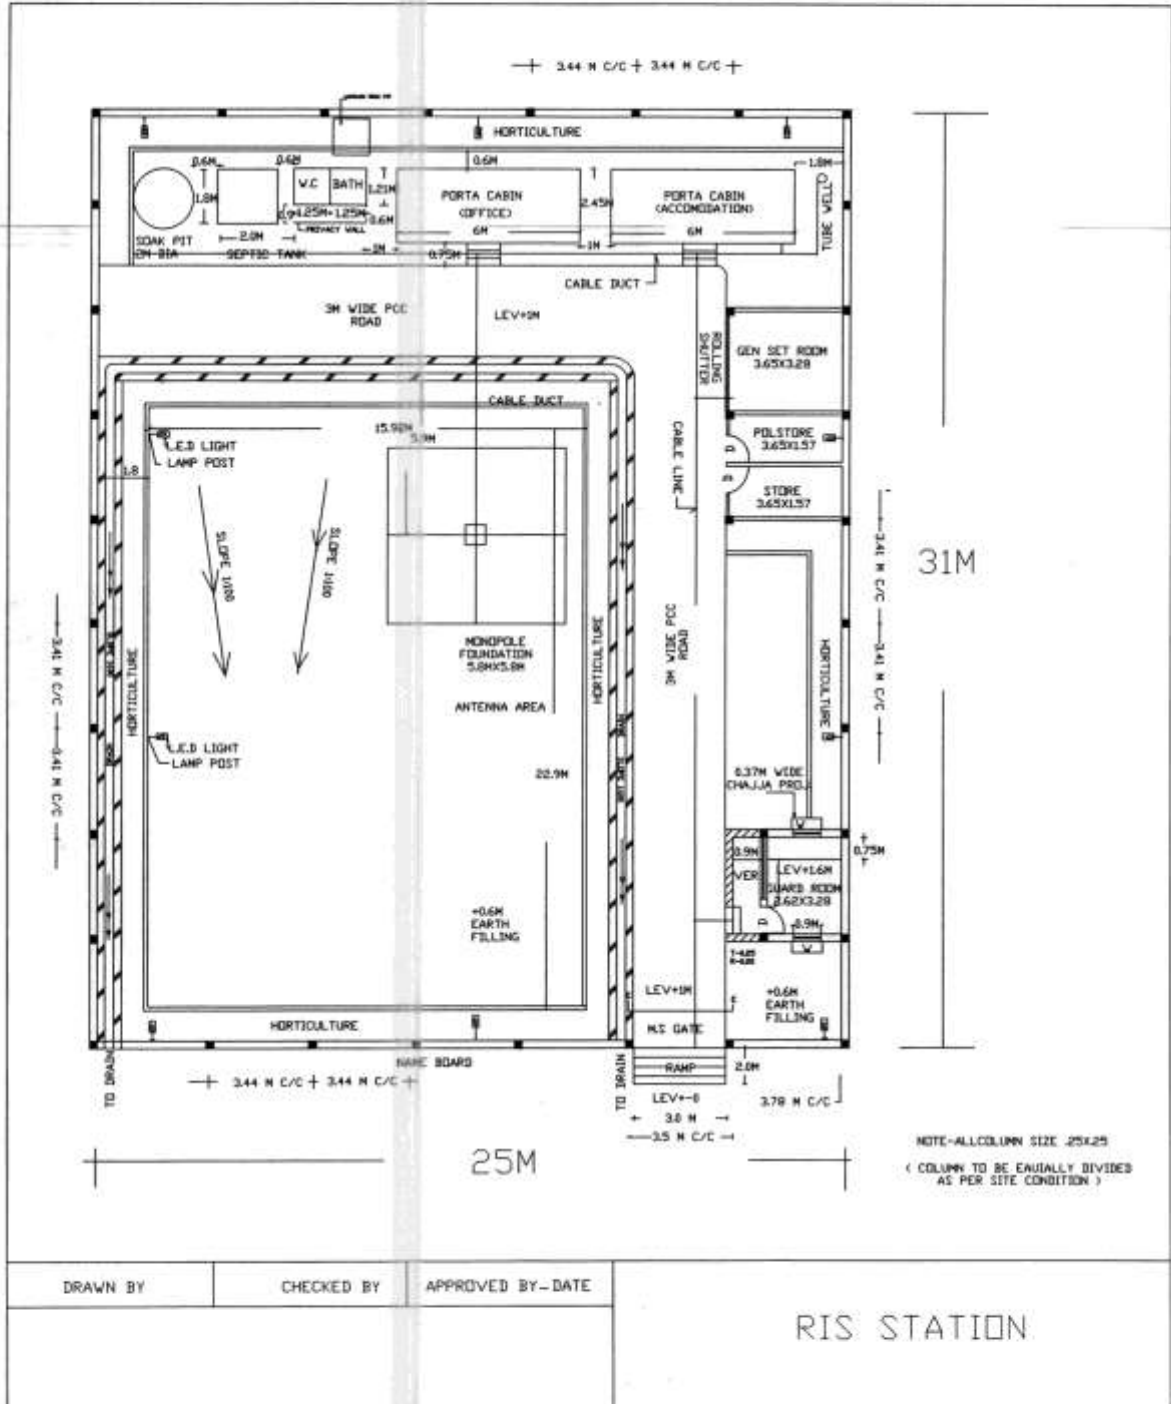 3.44 M C/C 3.44 M C/C
HORTICULTURE
0.6M
0.6M
0.6M
1.8M
W.C
BATH
1.21M
PORTA CABIN
(OFFICE)
6M
2.45M
PORTA CABIN
(ACCOMODATION)
6M
TUBE WELL
1.8M
1.25M
1.25M
0.6M
PRIVACY WALL
SOAK PIT
2M DIA
2.0M
SEPTIC TANK
1M
0.75M
1M
CABLE DUCT
3M WIDE PCC
ROAD
LEV+1M
ROLLING
SHUTTER
GEN SET ROOM
3.65X3.28
CABLE DUCT
15.92M
5.9M
L.E.D LIGHT
LAMP POST
1.8
CABLE LINE
POLSTORE
3.65X1.57
STORE
3.65X1.57
SLOPE 1:100
SLOPE 1:100
3.41 M C/C
3.41 M C/C
31M
MONOPOLE
FOUNDATION
5.8MX5.8M
HORTICULTURE
HORTICULTURE
3M WIDE PCC
ROAD
HORTICULTURE
3.41 M C/C
3.41 M C/C
ANTENNA AREA
L.E.D LIGHT
LAMP POST
22.9M
0.37M WIDE
CHAJJA PROJ.
W
0.9M
0.75M
VER
LEV+1.6M
GUARD ROOM
2.62X3.28
D
0.9M
W
+0.6M
EARTH
FILLING
LEV+1M
+0.6M
EARTH
FILLING
HORTICULTURE
M.S GATE
NAME BOARD
TO DRAIN
TO DRAIN
RAMP
2.0M
3.44 M C/C 3.44 M C/C
LEV+-0
3.78 M C/C
3.0 M
3.5 M C/C
25M
NOTE-ALLCOLUMN SIZE .25X.25
( COLUMN TO BE EAUIALLY DIVIDED
AS PER SITE CONDITION )
DRAWN BY
CHECKED BY
APPROVED BY-DATE
RIS STATION